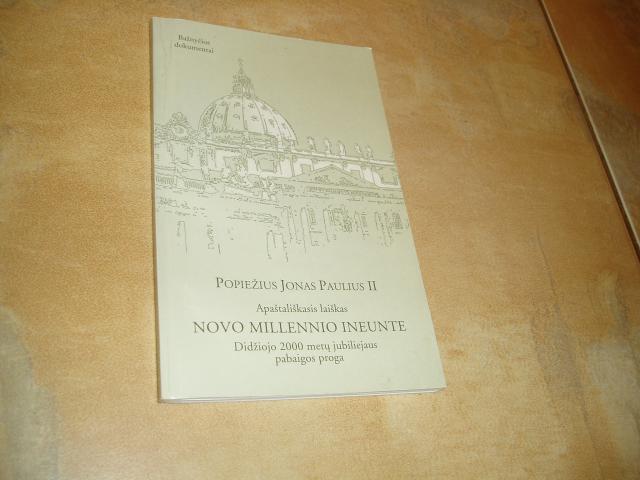 Bažnyčios
dokumentai
POPIEŽIUS JONAS PAULIUS II
Apaštališkasis laiškas
NOVO MILLENNIO INEUNTE
Didžiojo 2000 metų jubiliejaus
pabaigos proga